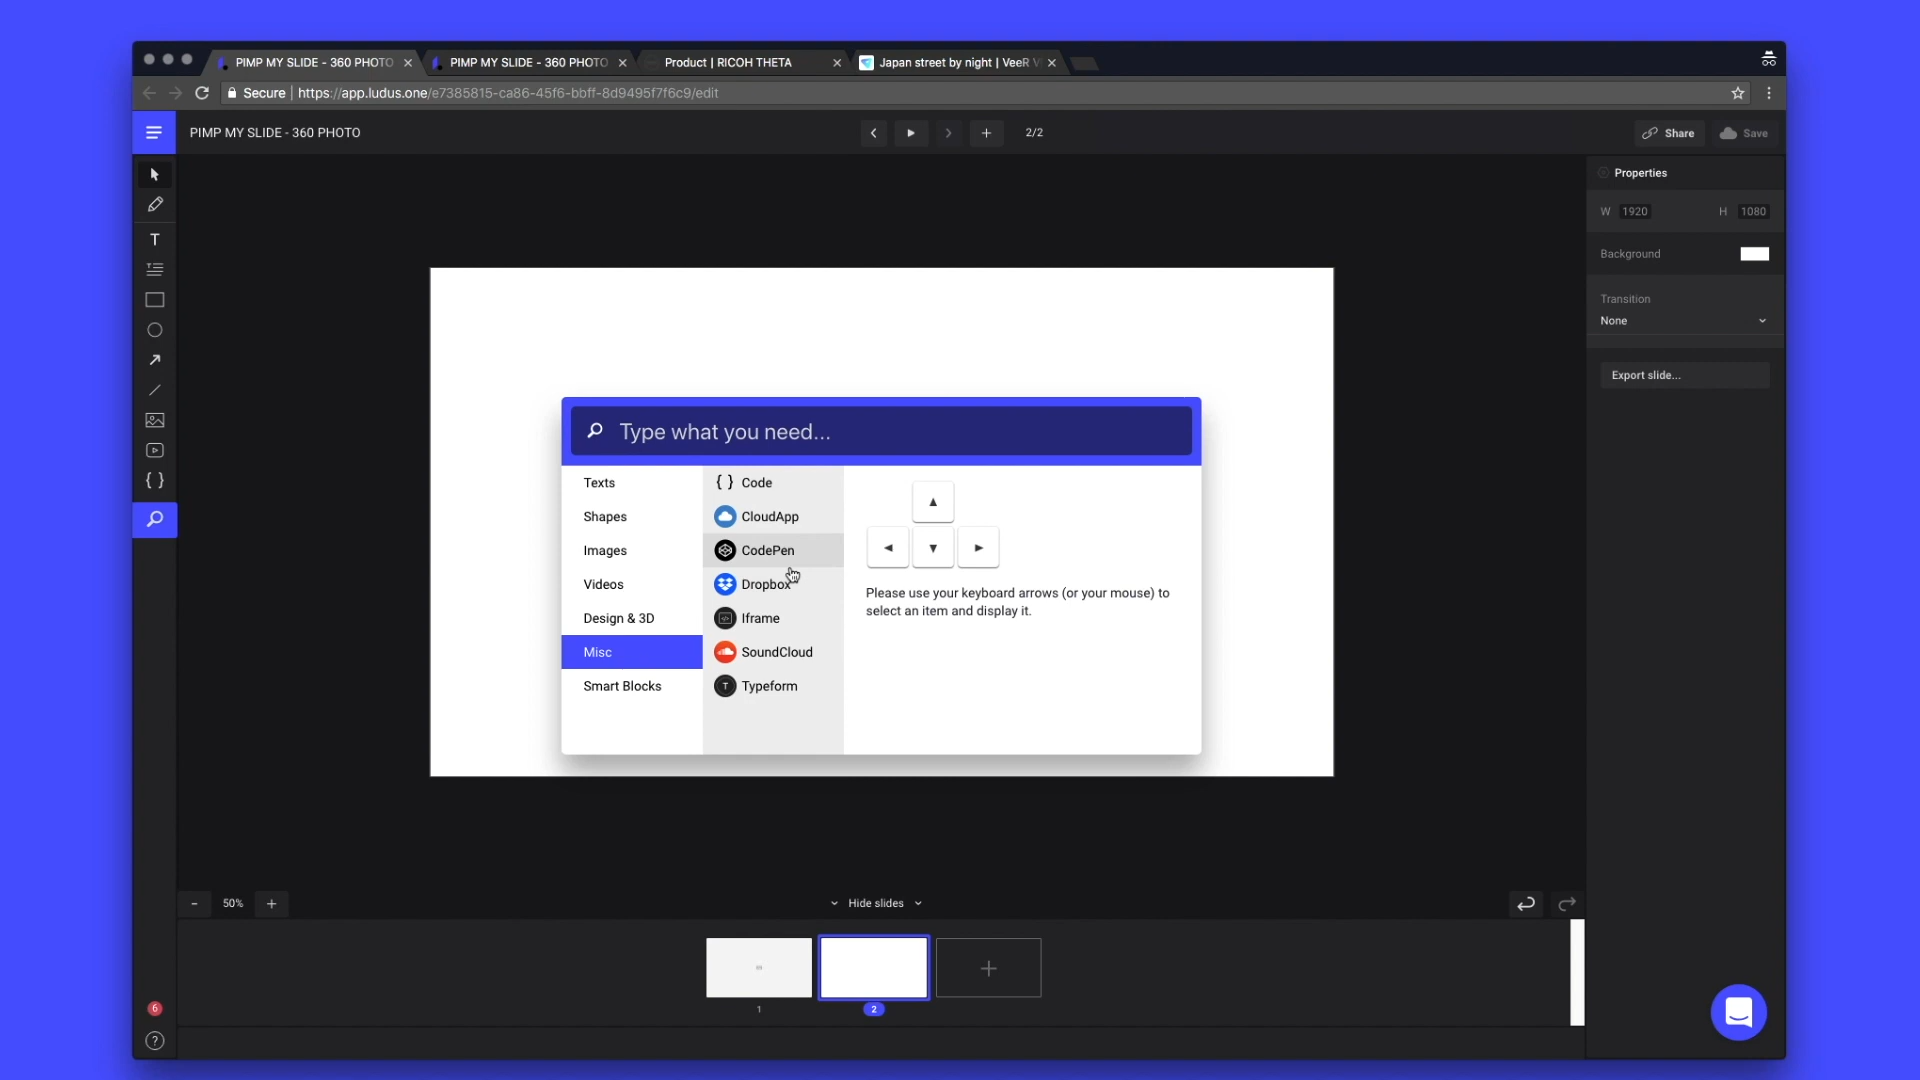 PIMP MY SLIDE - 360 PHOTO
PIMP MY SLIDE - 360 PHOTO
Product | RICOH THETA
Japan street by night | VeeR V
Secure | https://app.ludus.one/e7385815-ca86-45f6-bbff-8d9495f7f6c9/edit
PIMP MY SLIDE - 360 PHOTO
2/2
Share
Save
Properties
W 1920
H 1080
Background
Transition
None
Export slide...
T
Type what you need...
Texts
Shapes
Images
Videos
Design & 3D
Misc
Smart Blocks
{ } Code
CloudApp
CodePen
Dropbox
Iframe
SoundCloud
T Typeform
Please use your keyboard arrows (or your mouse) to
select an item and display it.
{ }
- 50% +
Hide slides
1
2
6
?